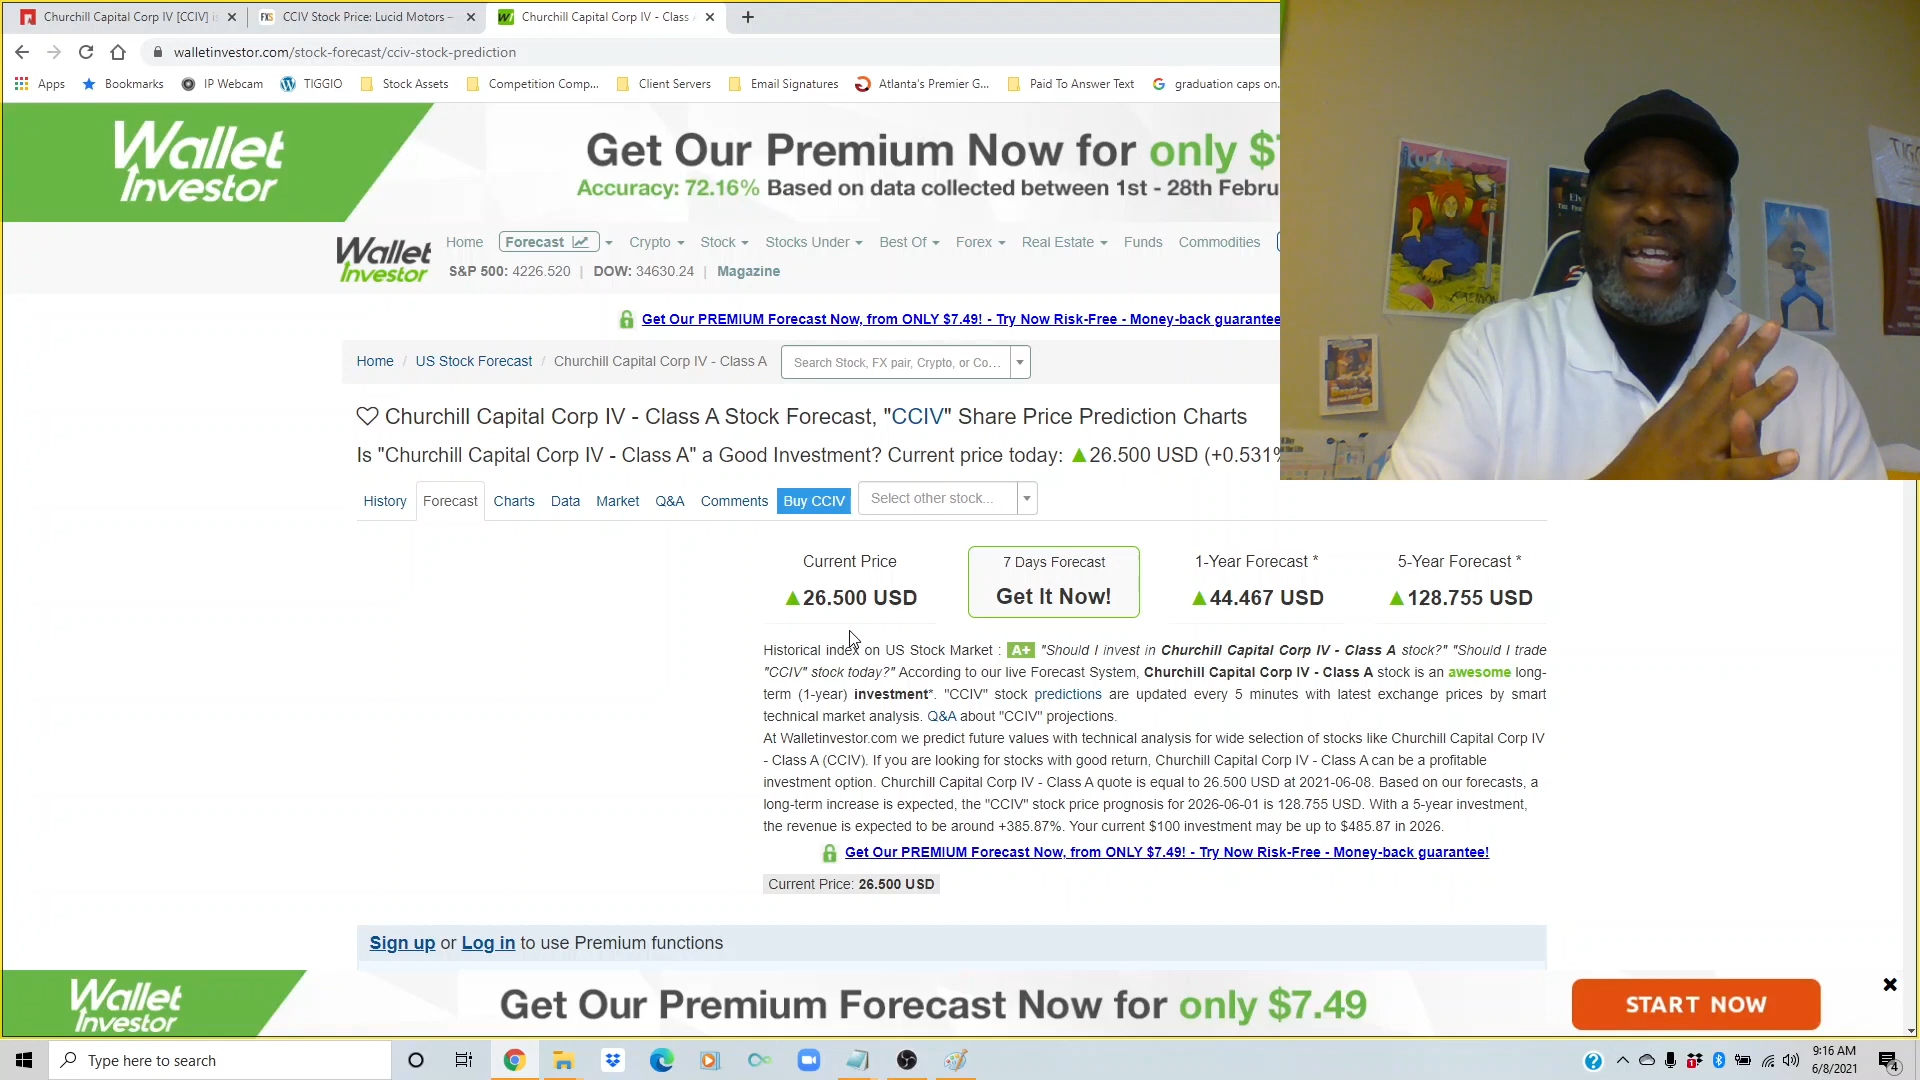 Churchill Capital Corp IV [CCIV] is
CCIV Stock Price: Lucid Motors –
Churchill Capital Corp IV - Class
walletinvestor.com/stock-forecast/cciv-stock-prediction
Apps
Bookmarks
IP Webcam
TIGGIO
Stock Assets
Competition Comp...
Client Servers
Email Signatures
Atlanta's Premier G...
Paid To Answer Text
graduation caps on.
Wallet Investor
Get Our Premium Now for only $
Accuracy: 72.16% Based on data collected between 1st - 28th Febru
Wallet Investor
Home Forecast Crypto Stock Stocks Under Best Of Forex Real Estate Funds Commodities
S&P 500: 4226.520 | DOW: 34630.24 | Magazine
Get Our PREMIUM Forecast Now, from ONLY $7.49! - Try Now Risk-Free - Money-back guarantee
Home / US Stock Forecast / Churchill Capital Corp IV - Class A
Search Stock, FX pair, Crypto, or Co...
Churchill Capital Corp IV - Class A Stock Forecast, "CCIV" Share Price Prediction Charts
Is "Churchill Capital Corp IV - Class A" a Good Investment? Current price today: ▲26.500 USD (+0.531%
History Forecast Charts Data Market Q&A Comments Buy CCIV Select other stock...
Current Price
▲26.500 USD
7 Days Forecast
Get It Now!
1-Year Forecast *
▲44.467 USD
5-Year Forecast *
▲128.755 USD
Historical index on US Stock Market : A+ "Should I invest in Churchill Capital Corp IV - Class A stock?" "Should I trade
"CCIV" stock today?" According to our live Forecast System, Churchill Capital Corp IV - Class A stock is an awesome long-
term (1-year) investment*. "CCIV" stock predictions are updated every 5 minutes with latest exchange prices by smart
technical market analysis. Q&A about "CCIV" projections.
At Walletinvestor.com we predict future values with technical analysis for wide selection of stocks like Churchill Capital Corp IV
- Class A (CCIV). If you are looking for stocks with good return, Churchill Capital Corp IV - Class A can be a profitable
investment option. Churchill Capital Corp IV - Class A quote is equal to 26.500 USD at 2021-06-08. Based on our forecasts, a
long-term increase is expected, the "CCIV" stock price prognosis for 2026-06-01 is 128.755 USD. With a 5-year investment,
the revenue is expected to be around +385.87%. Your current $100 investment may be up to $485.87 in 2026.
Get Our PREMIUM Forecast Now, from ONLY $7.49! - Try Now Risk-Free - Money-back guarantee!
Current Price: 26.500 USD
Sign up or Log in to use Premium functions
Wallet Investor
Get Our Premium Forecast Now for only $7.49
START NOW
Type here to search
9:16 AM
6/8/2021
4